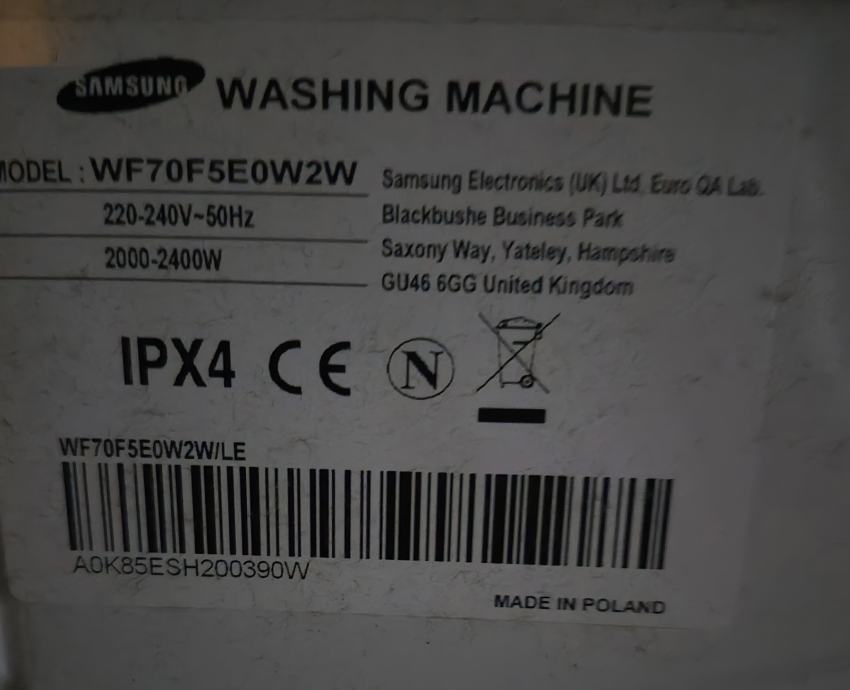 SAMSUNG WASHING MACHINE
MODEL : WF70F5E0W2W
220-240V~50Hz
2000-2400W
Samsung Electronics (UK) Ltd. Euro QA Lab.
Blackbushe Business Park
Saxony Way, Yateley, Hampshire
GU46 6GG United Kingdom
IPX4 CE N
WF70F5E0W2W/LE
A0K85ESH200390W
MADE IN POLAND